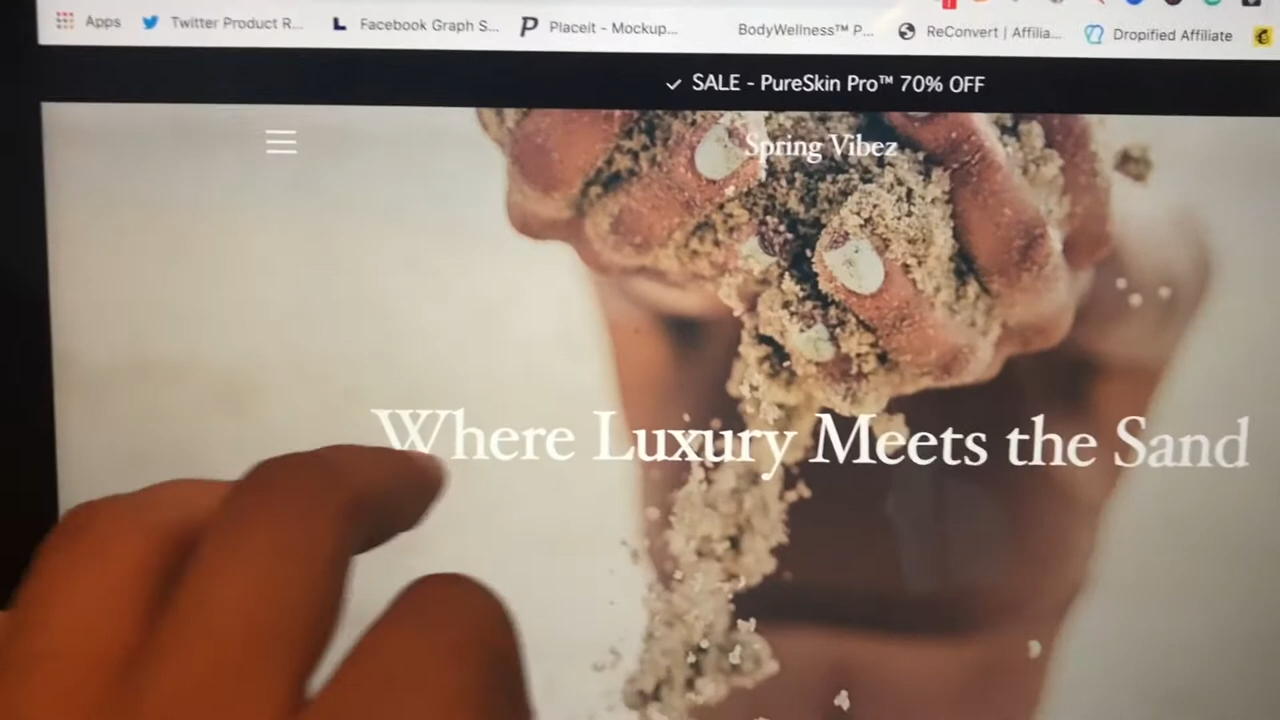 Apps Twitter Product R... Facebook Graph S... Placeit - Mockup... BodyWellness™ P... ReConvert | Affilia... Dropified Affiliate
✓ SALE - PureSkin Pro™ 70% OFF
Spring Vibez
Where Luxury Meets the Sand